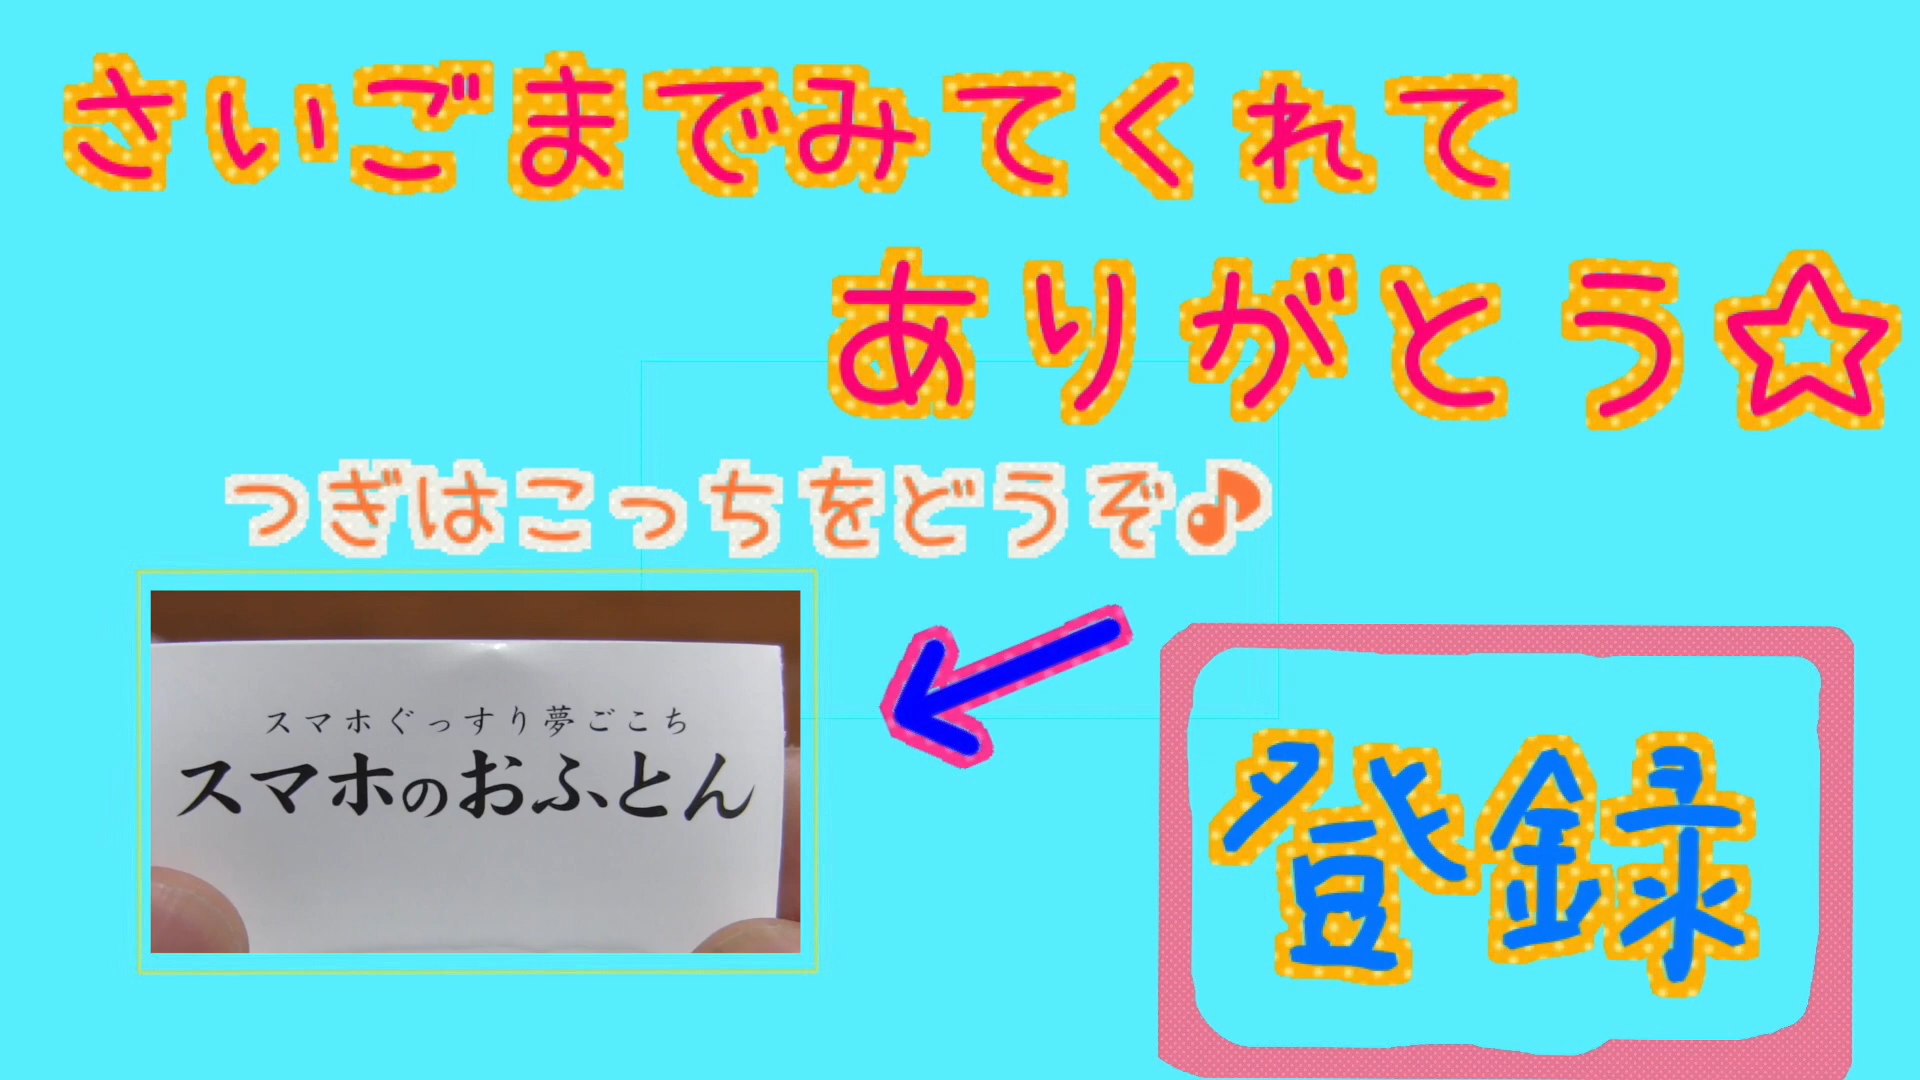 さいごまでみてくれて
ありがとう☆
つぎはこっちをどうぞ♪
スマホぐっすり夢ごこち
スマホのおふとん
登録